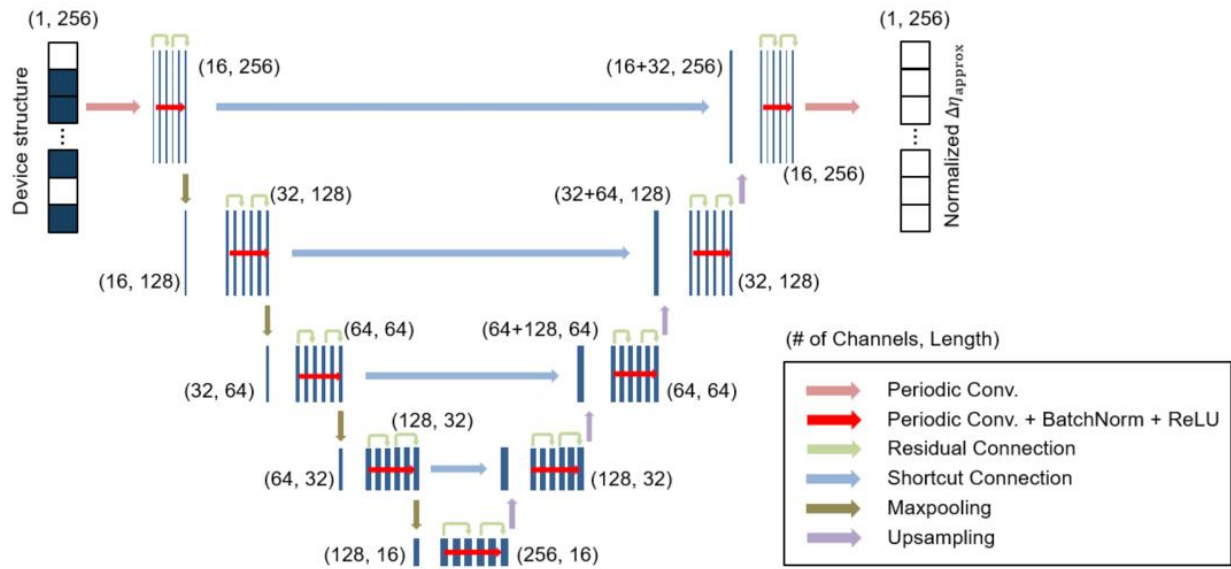 (1, 256)
(1, 256)
Device structure
(16, 256)
(16+32, 256)
Normalized Δη_approx
(16, 256)
(32, 128)
(32+64, 128)
(16, 128)
(32, 128)
(64, 64)
(64+128, 64)
(32, 64)
(64, 64)
(128, 32)
(64, 32)
(128, 32)
(128, 16)
(256, 16)
(# of Channels, Length)
Periodic Conv.
Periodic Conv. + BatchNorm + ReLU
Residual Connection
Shortcut Connection
Maxpooling
Upsampling